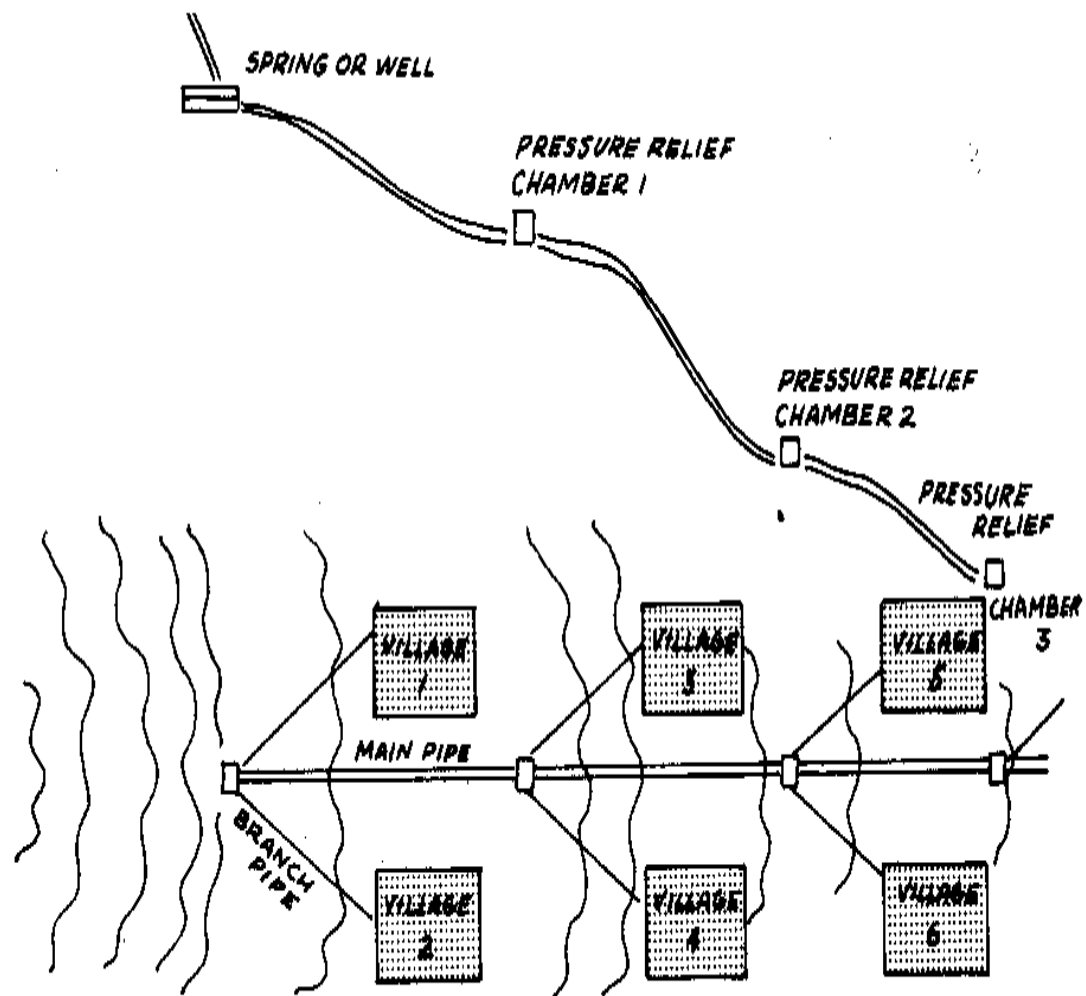 SPRING OR WELL
PRESSURE RELIEF
CHAMBER 1
PRESSURE RELIEF
CHAMBER 2
PRESSURE
RELIEF
CHAMBER
3
VILLAGE
1
VILLAGE
3
VILLAGE
5
MAIN PIPE
BRANCH
PIPE
VILLAGE
2
VILLAGE
4
VILLAGE
6